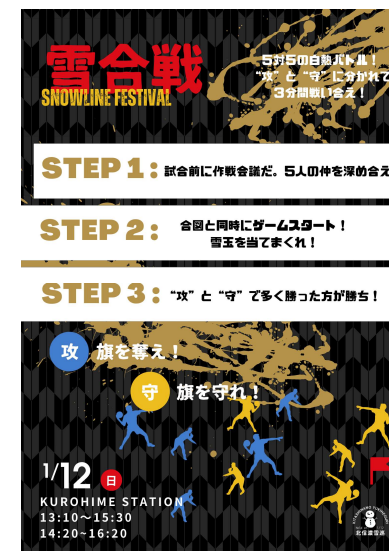 雪合戦
SNOWLINE FESTIVAL
5対5の白熱バトル！
“攻”と“守”に分かれて
3分間戦い合え！
STEP 1： 試合前に作戦会議だ。5人の仲を深め合え
STEP 2： 合図と同時にゲームスタート！
雪玉を当てまくれ！
STEP 3： “攻”と“守”で多く勝った方が勝ち！
攻 旗を奪え！
守 旗を守れ！
1/12 日
KUROHIME STATION
13:10〜15:30
14:20~16:20